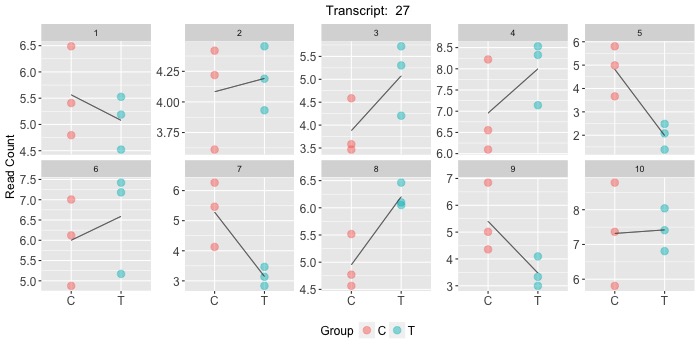 Transcript: 27
1 2 3 4 5
6.5 6.0 5.5 5.0 4.5
4.25 4.00 3.75
5.5 5.0 4.5 4.0 3.5
8.5 8.0 7.5 7.0 6.5 6.0
6 5 4 3 2
Read Count
6 7 8 9 10
7.5 7.0 6.5 6.0 5.5 5.0
6 5 4 3
6.5 6.0 5.5 5.0 4.5
7 6 5 4 3
8 7 6
C T C T C T C T C T
Group C T